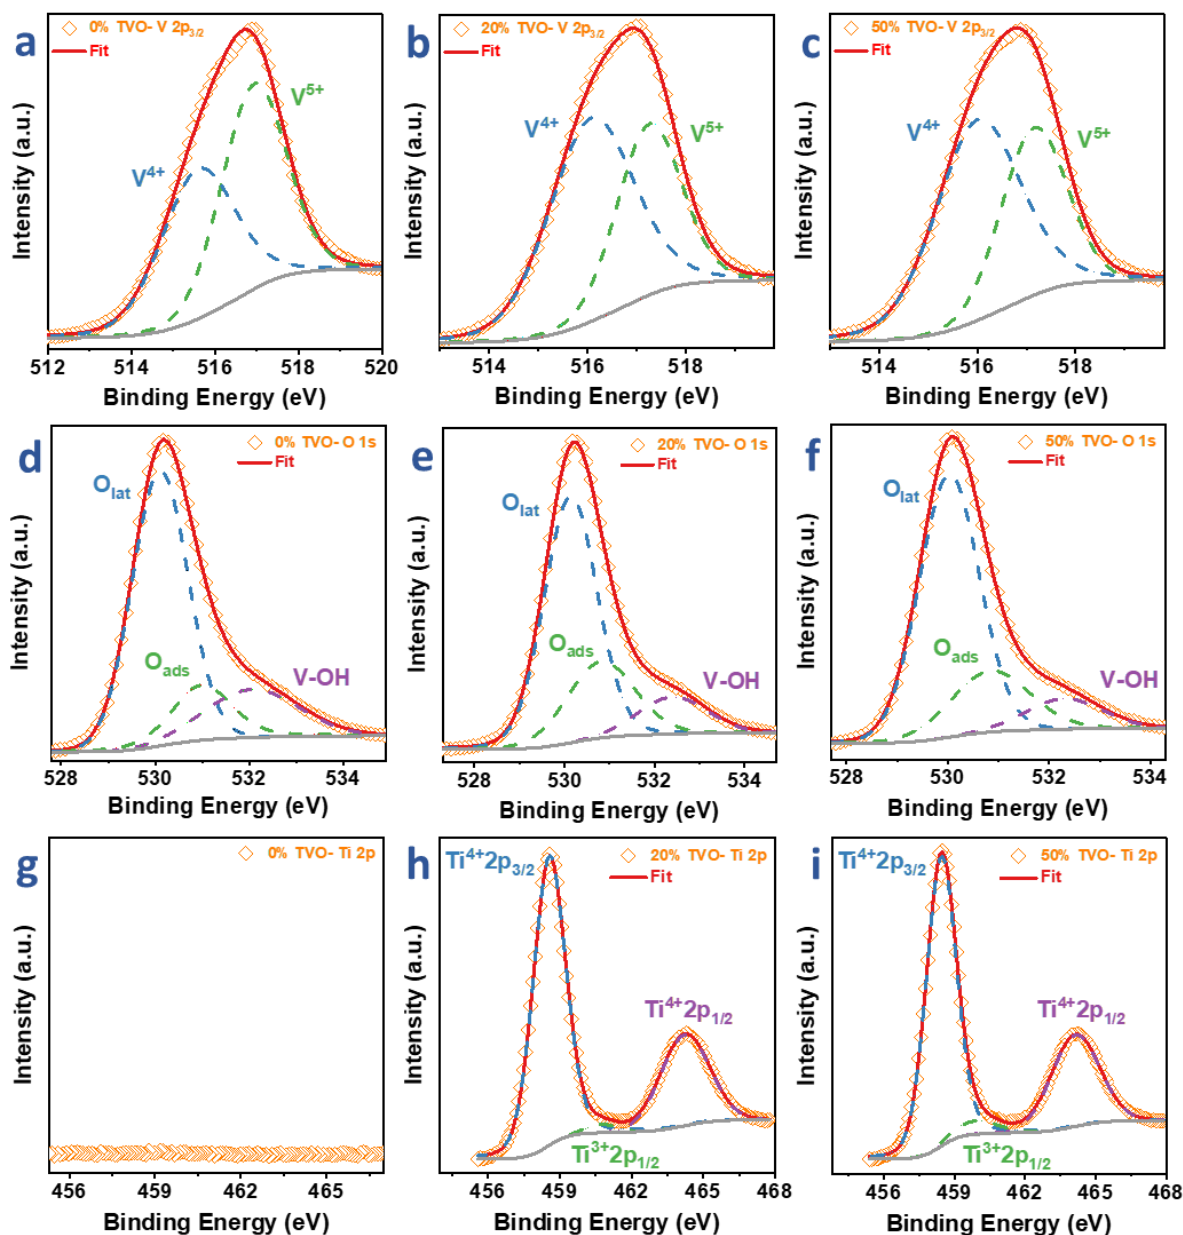 a
0% TVO- V 2p3/2
Fit
V5+
V4+
Intensity (a.u.)
512 514 516 518 520
Binding Energy (eV)
b
20% TVO- V 2p3/2
Fit
V4+
V5+
Intensity (a.u.)
514 516 518
Binding Energy (eV)
c
50% TVO- V 2p3/2
Fit
V4+
V5+
Intensity (a.u.)
514 516 518
Binding Energy (eV)
d
0% TVO- O 1s
Fit
Olat
Oads
V-OH
Intensity (a.u.)
528 530 532 534
Binding Energy (eV)
e
20% TVO- O 1s
Fit
Olat
Oads
V-OH
Intensity (a.u.)
528 530 532 534
Binding Energy (eV)
f
50% TVO- O 1s
Fit
Olat
Oads
V-OH
Intensity (a.u.)
528 530 532 534
Binding Energy (eV)
g
0% TVO- Ti 2p
Intensity (a.u.)
456 459 462 465
Binding Energy (eV)
h
Ti4+2p3/2
20% TVO- Ti 2p
Fit
Ti4+2p1/2
Ti3+2p1/2
Intensity (a.u.)
456 459 462 465 468
Binding Energy (eV)
i
Ti4+2p3/2
50% TVO- Ti 2p
Fit
Ti4+2p1/2
Ti3+2p1/2
Intensity (a.u.)
456 459 462 465 468
Binding Energy (eV)